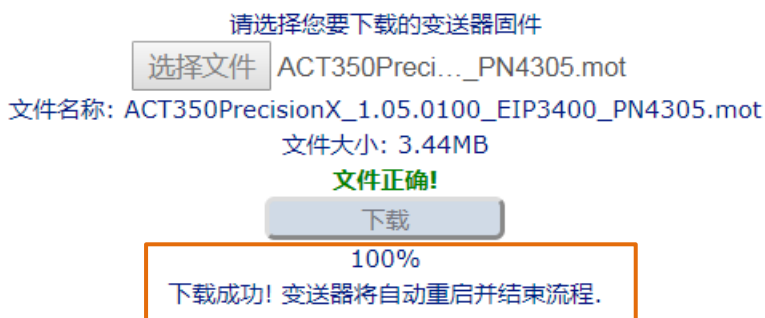 请选择您要下载的变送器固件
选择文件 ACT350Preci..._PN4305.mot
文件名称: ACT350PrecisionX_1.05.0100_EIP3400_PN4305.mot
文件大小: 3.44MB
文件正确!
下载
100%
下载成功! 变送器将自动重启并结束流程.